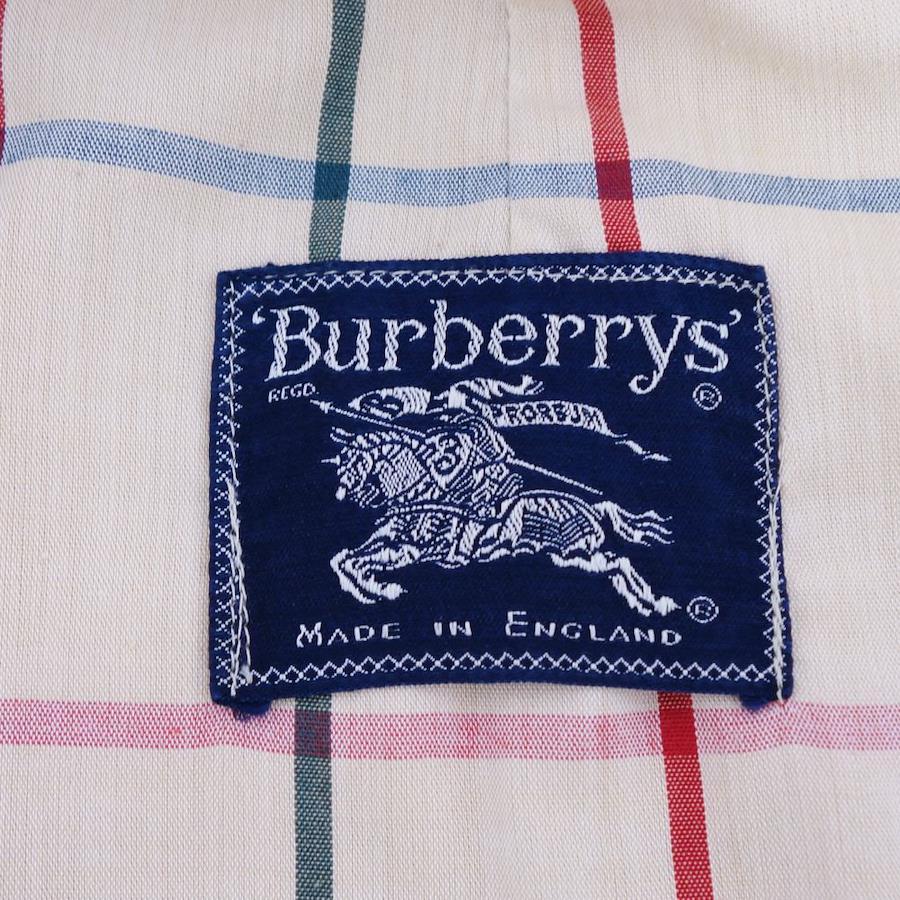 'Burberrys'
REGD.
®
PRORSUM
®
MADE IN ENGLAND